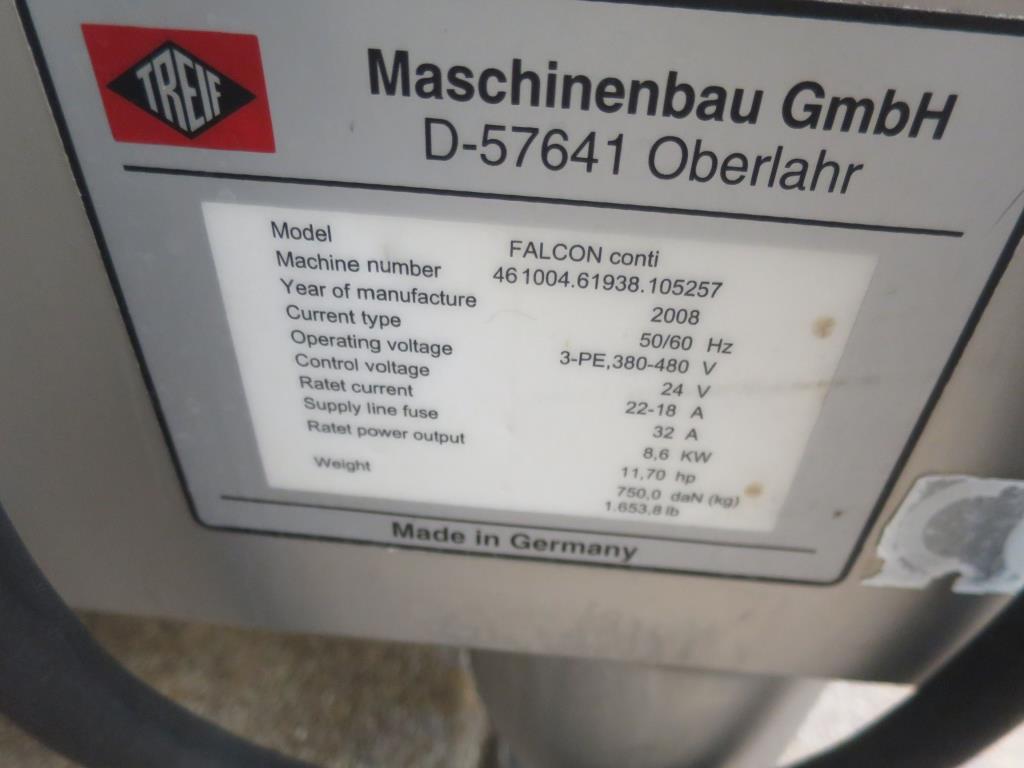 TREIF
Maschinenbau GmbH
D-57641 Oberlahr
Model FALCON conti
Machine number 461004.61938.105257
Year of manufacture 2008
Current type 50/60 Hz
Operating voltage 3-PE,380-480 V
Control voltage 24 V
Ratet current 22-18 A
Supply line fuse 32 A
Ratet power output 8,6 KW
11,70 hp
Weight 750,0 daN (kg)
1.653,8 lb
Made in Germany